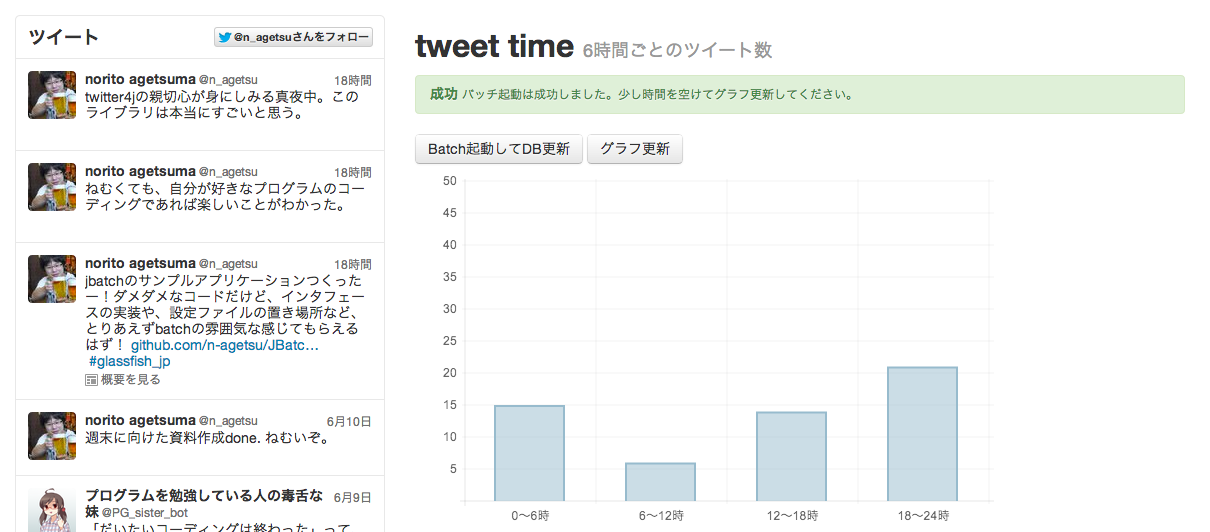 ツイート
@n_agetsuさんをフォロー
norito agetsuma @n_agetsu 18時間
twitter4jの親切心が身にしみる真夜中。この
ライブラリは本当にすごいと思う。
norito agetsuma @n_agetsu 18時間
ねむくても、自分が好きなプログラムのコー
ディングであれば楽しいことがわかった。
norito agetsuma @n_agetsu 18時間
jbatchのサンプルアプリケーションつくった
ー！ダメダメなコードだけど、インタフェー
スの実装や、設定ファイルの置き場所など、
とりあえずbatchの雰囲気な感じてもらえる
はず！ github.com/n-agetsu/JBatc…
#glassfish_jp
概要を見る
norito agetsuma @n_agetsu 6月10日
週末に向けた資料作成done. ねむいぞ。
プログラムを勉強している人の毒舌な 6月9日
妹 @PG_sister_bot
「だいたいコーディングは終わった」って
tweet time 6時間ごとのツイート数
成功 バッチ起動は成功しました。少し時間を空けてグラフ更新してください。
Batch起動してDB更新
グラフ更新
50
45
40
35
30
25
20
15
10
5
0〜6時
6〜12時
12〜18時
18〜24時